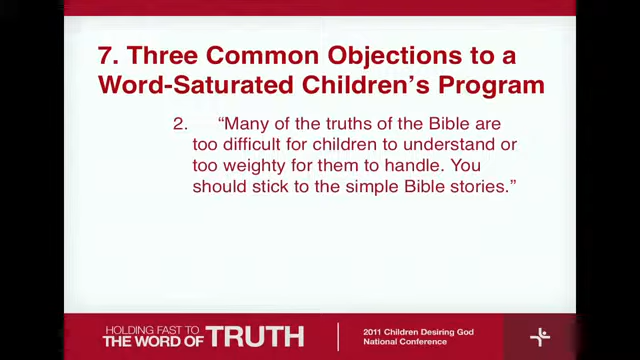 7. Three Common Objections to a
Word-Saturated Children’s Program
2. “Many of the truths of the Bible are
too difficult for children to understand or
too weighty for them to handle. You
should stick to the simple Bible stories.”
HOLDING FAST TO
THE WORD OF TRUTH
2011 Children Desiring God
National Conference